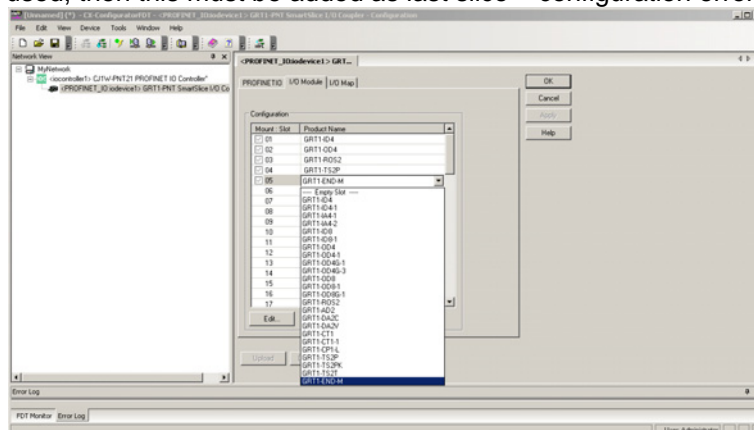 used, then this must be added as last slice – configuration error
[Unnamed] (*) - CX-ConfiguratorFDT - <PROFINET_IO:iodevice1> GRT1-PNT SmartSlice I/O Coupler - Configuration
File Edit View Device Tools Window Help
Network View
<PROFINET_IO:iodevice1> GRT...
MyNetwork
<iocontroller1> CJ1W-PNT21 PROFINET IO Controller*
<PROFINET_IO:iodevice1> GRT1-PNT SmartSlice I/O Co
PROFINET IO I/O Module I/O Map
OK
Cancel
Apply
Help
Configuration
Mount : Slot Product Name
01 GRT1-ID4
02 GRT1-OD4
03 GRT1-ROS2
04 GRT1-TS2P
05 GRT1-END-M
06 ---- Empty Slot ----
07 GRT1-ID4
GRT1-ID4-1
08 GRT1-IA4-1
09 GRT1-IA4-2
10 GRT1-ID8
11 GRT1-ID8-1
GRT1-OD4
12 GRT1-OD4-1
13 GRT1-OD4G-1
14 GRT1-OD4G-3
15 GRT1-OD8
GRT1-OD8-1
16 GRT1-OD8G-1
17 GRT1-ROS2
GRT1-AD2
Edit... GRT1-DA2C
GRT1-DA2V
GRT1-CT1
GRT1-CT1-1
GRT1-CP1-L
Upload GRT1-TS2P
GRT1-TS2PK
GRT1-TS2T
GRT1-END-M
Error Log
FDT Monitor Error Log